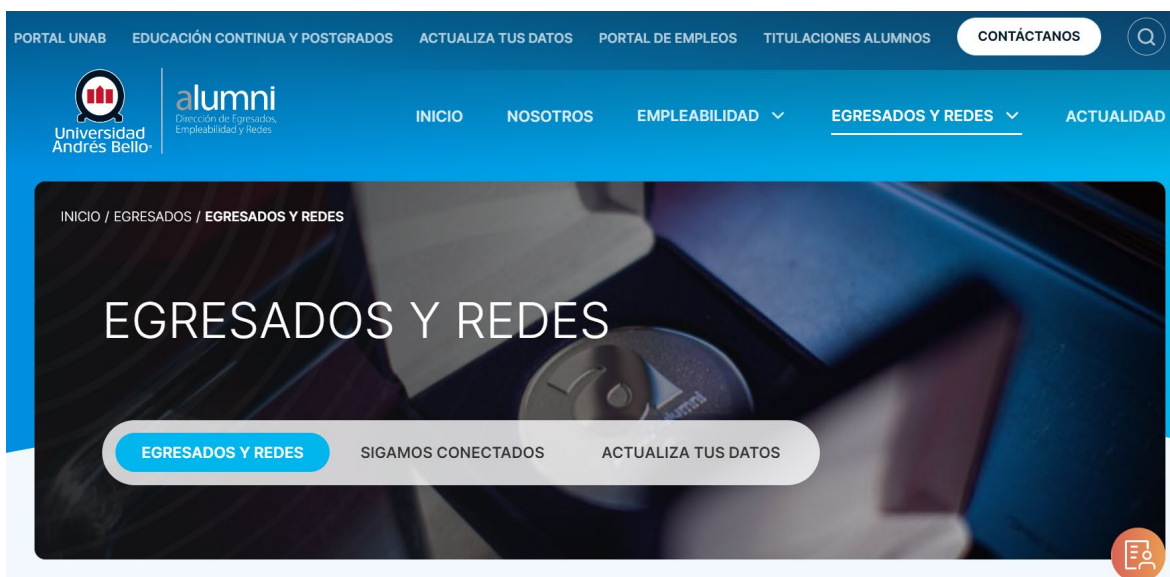 PORTAL UNAB EDUCACIÓN CONTINUA Y POSTGRADOS ACTUALIZA TUS DATOS PORTAL DE EMPLEOS TITULACIONES ALUMNOS CONTÁCTANOS
Universidad
Andrés Bello
alumni
Dirección de Egresados,
Empleabilidad y Redes
INICIO NOSOTROS EMPLEABILIDAD EGRESADOS Y REDES ACTUALIDAD
INICIO / EGRESADOS / EGRESADOS Y REDES
EGRESADOS Y REDES
alumni
EGRESADOS Y REDES SIGAMOS CONECTADOS ACTUALIZA TUS DATOS